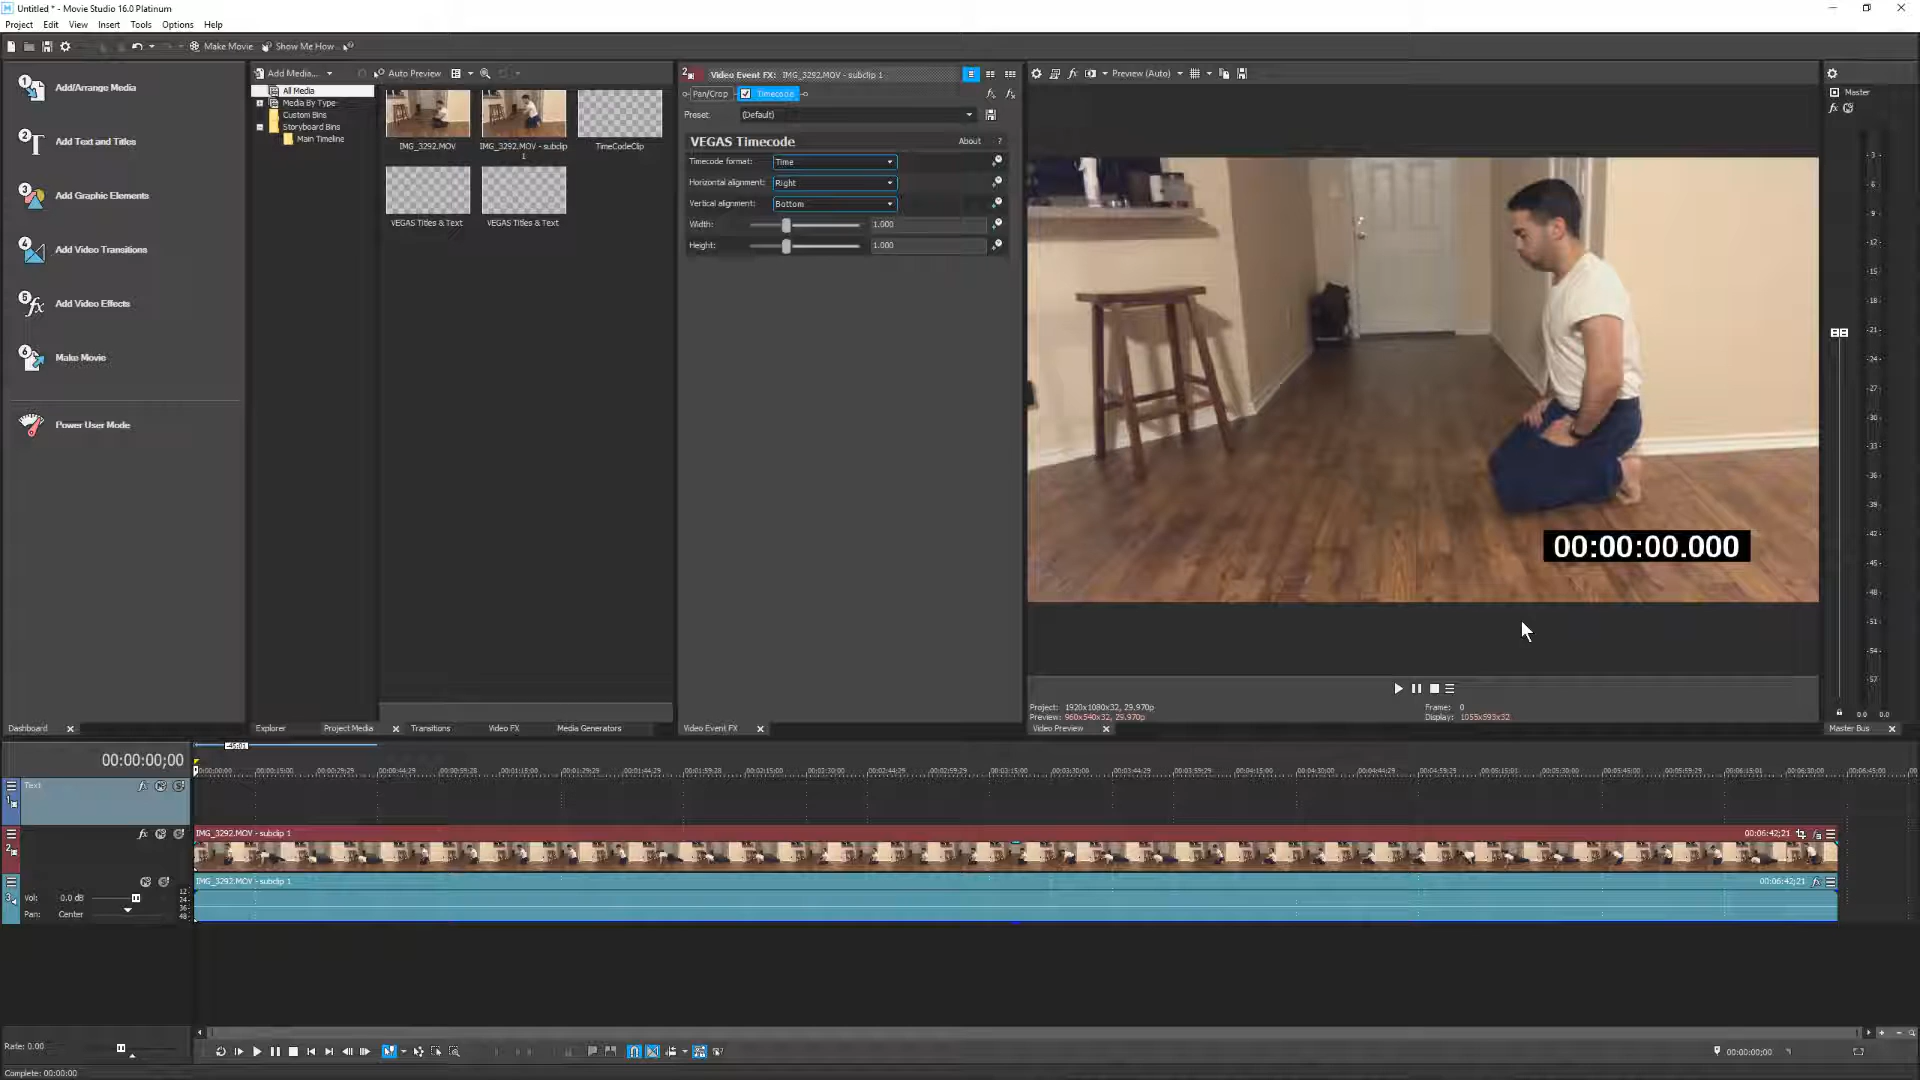 Untitled * - Movie Studio 16.0 Platinum
Project Edit View Insert Tools Options Help
Make Movie Show Me How
1 Add/Arrange Media
2 Add Text and Titles
3 Add Graphic Elements
4 Add Video Transitions
5 Add Video Effects
6 Make Movie
Power User Mode
Dashboard
Add Media... Auto Preview
All Media
Media By Type
Custom Bins
Storyboard Bins
Main Timeline
IMG_3292.MOV
IMG_3292.MOV - subclip 1
TimeCodeClip
VEGAS Titles & Text
VEGAS Titles & Text
Explorer Project Media Transitions Video FX Media Generators
Video Event FX: IMG_3292.MOV - subclip 1
Pan/Crop Timecode
Preset: (Default)
VEGAS Timecode About ?
Timecode format: Time
Horizontal alignment: Right
Vertical alignment: Bottom
Width: 1.000
Height: 1.000
Video Event FX
Preview (Auto)
00:00:00.000
Project: 1920x1080x32, 29.970p
Preview: 960x540x32, 29.970p
Frame: 0
Display: 1055x593x32
Video Preview
Master
Master Bus
00:00:00;00
Text
IMG_3292.MOV - subclip 1 00:06:42;21
IMG_3292.MOV - subclip 1 00:06:42;21
Vol: 0.0 dB
Pan: Center
Rate: 0.00
00:00:00;00
Complete: 00:00:00